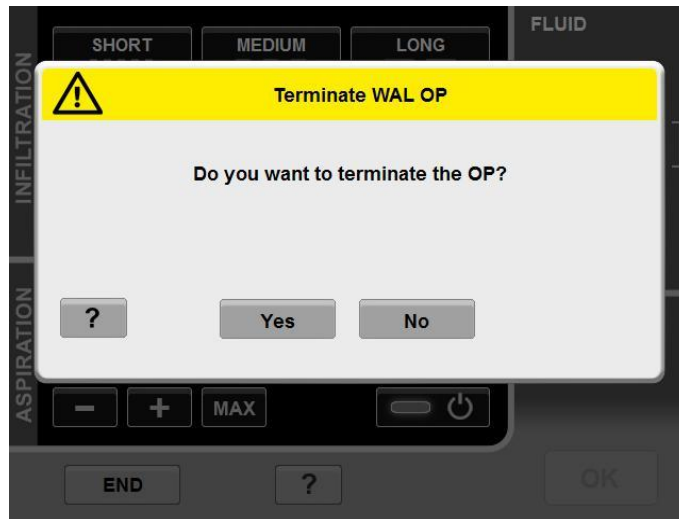 FLUID
SHORT MEDIUM LONG
INFILTRATION
Terminate WAL OP
Do you want to terminate the OP?
? Yes No
ASPIRATION
- + MAX
END ? OK